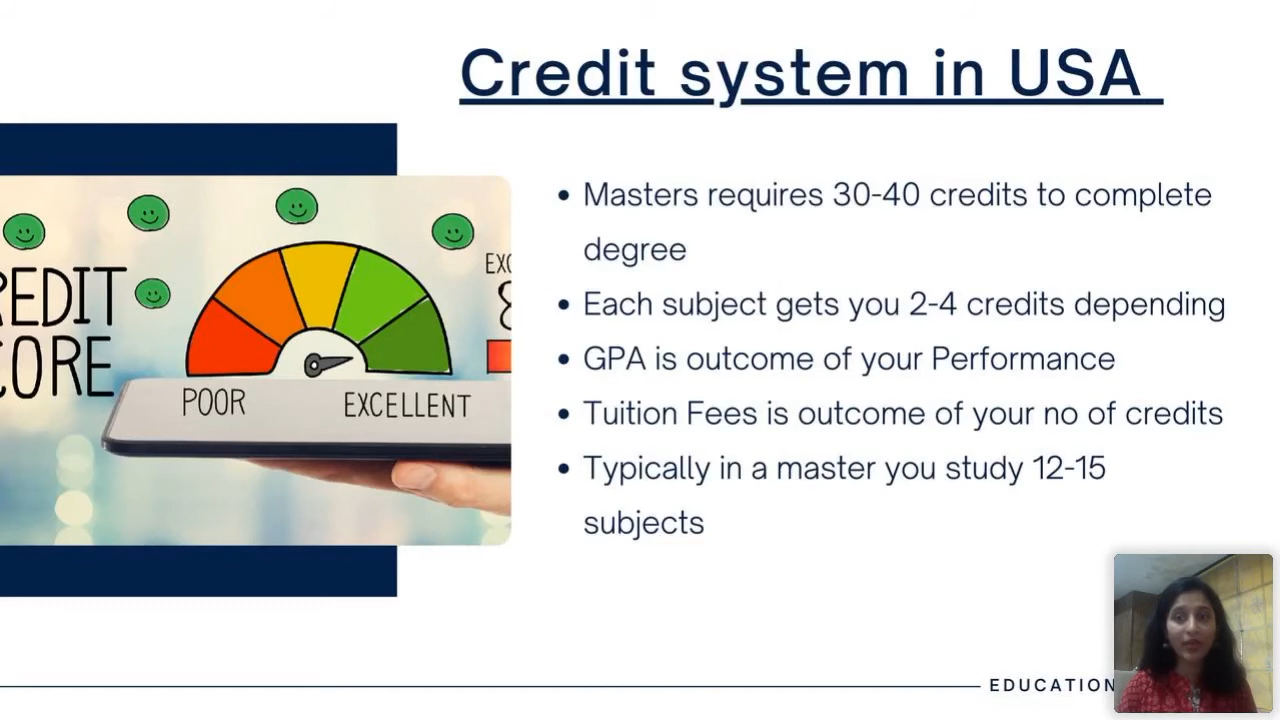 Credit system in USA
Masters requires 30-40 credits to complete
degree
Each subject gets you 2-4 credits depending
GPA is outcome of your Performance
Tuition Fees is outcome of your no of credits
Typically in a master you study 12-15
subjects
POOR
EXCELLENT
EDUCATION